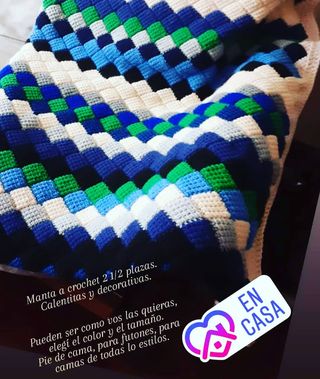 Manta a crochet 2 1/2 plazas.
Calentitas y decorativas.
Pueden ser como vos las quieras,
elegí el color y el tamaño.
Pie de cama, para futones, para
camas de todas lo estilos.
EN
CASA